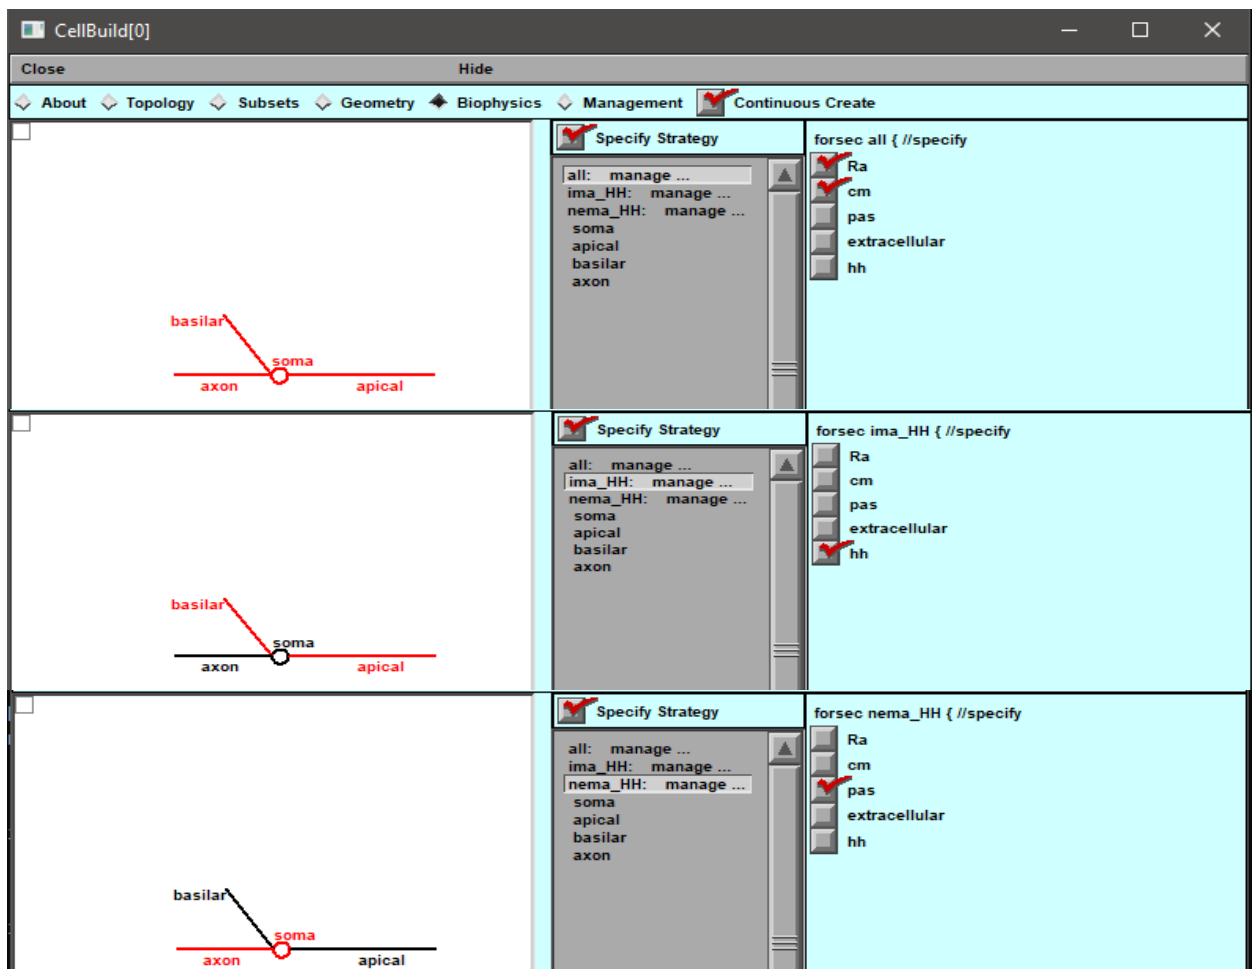 CellBuild[0]
Close Hide
About Topology Subsets Geometry Biophysics Management Continuous Create
Specify Strategy
all: manage ...
ima_HH: manage ...
nema_HH: manage ...
soma
apical
basilar
axon
forsec all { //specify
Ra
cm
pas
extracellular
hh
basilar
soma
axon
apical
Specify Strategy
all: manage ...
ima_HH: manage ...
nema_HH: manage ...
soma
apical
basilar
axon
forsec ima_HH { //specify
Ra
cm
pas
extracellular
hh
basilar
soma
axon
apical
Specify Strategy
all: manage ...
ima_HH: manage ...
nema_HH: manage ...
soma
apical
basilar
axon
forsec nema_HH { //specify
Ra
cm
pas
extracellular
hh
basilar
soma
axon
apical